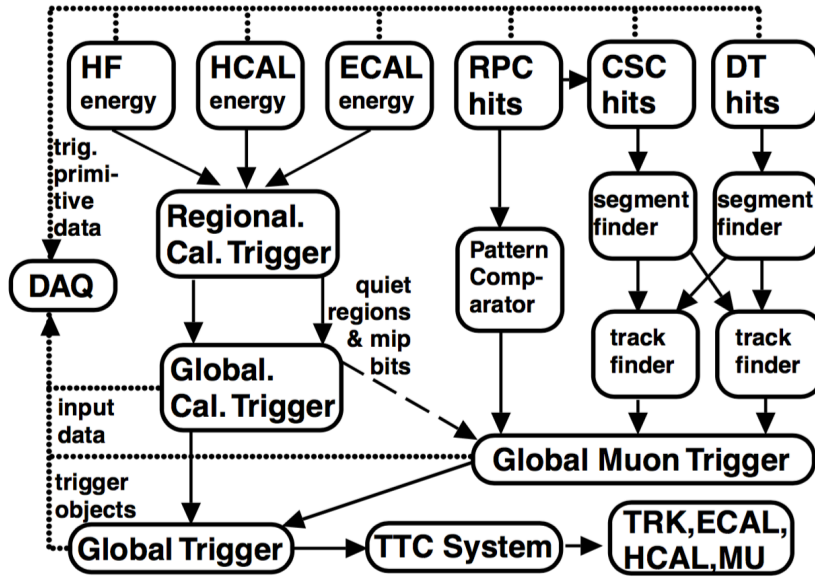 HF
energy
HCAL
energy
ECAL
energy
RPC
hits
CSC
hits
DT
hits
trig.
primi-
tive
data
Regional.
Cal. Trigger
segment
finder
segment
finder
Pattern
Comp-
arator
DAQ
quiet
regions
& mip
bits
track
finder
track
finder
Global.
Cal. Trigger
input
data
Global Muon Trigger
trigger
objects
Global Trigger
TTC System
TRK,ECAL,
HCAL,MU